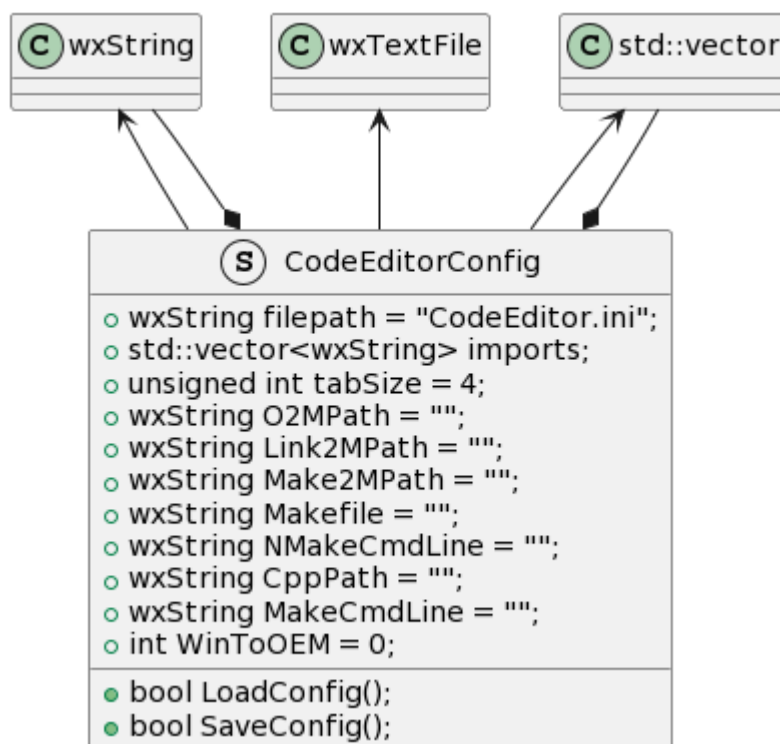 C wxString
C wxTextFile
C std::vector
S CodeEditorConfig
wxString filepath = "CodeEditor.ini";
std::vector<wxString> imports;
unsigned int tabSize = 4;
wxString O2MPath = "";
wxString Link2MPath = "";
wxString Make2MPath = "";
wxString Makefile = "";
wxString NMakeCmdLine = "";
wxString CppPath = "";
wxString MakeCmdLine = "";
int WinToOEM = 0;
bool LoadConfig();
bool SaveConfig();